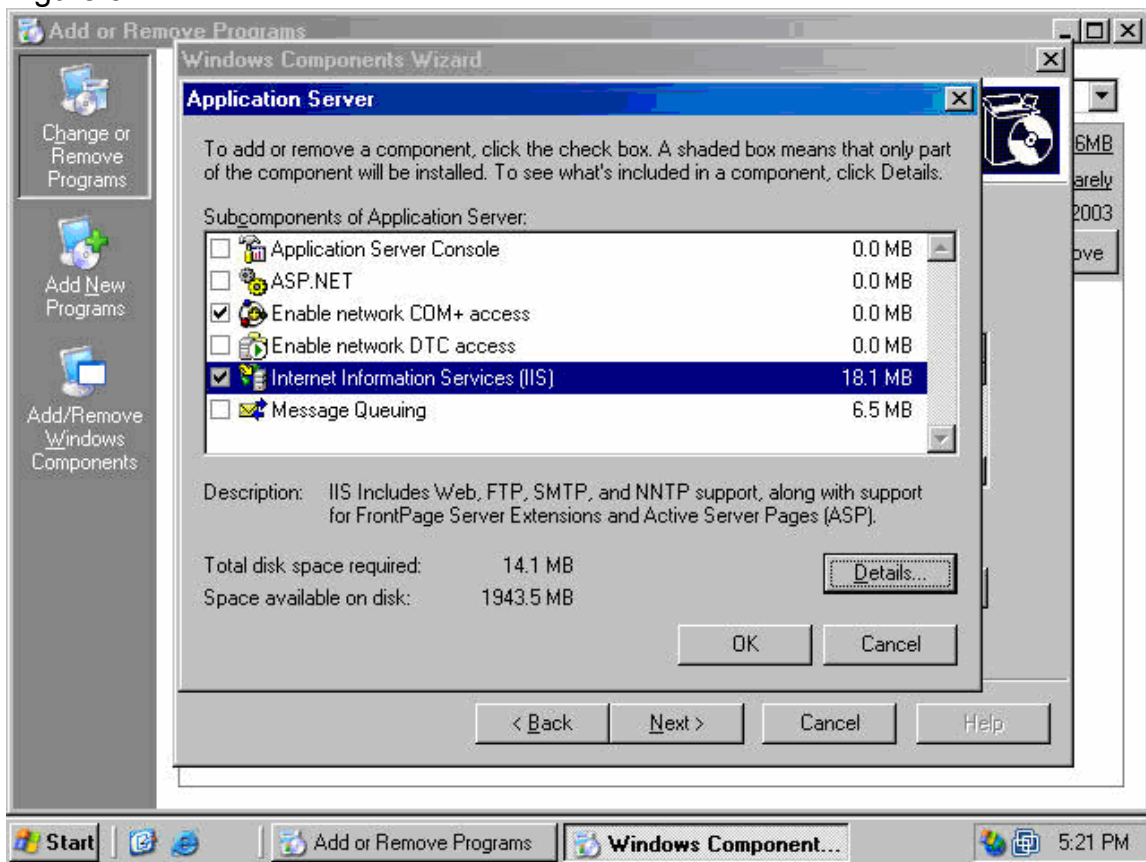 Add or Remove Programs
Windows Components Wizard
Application Server
Change or
Remove
Programs
Add New
Programs
Add/Remove
Windows
Components
To add or remove a component, click the check box. A shaded box means that only part
of the component will be installed. To see what's included in a component, click Details.
Subcomponents of Application Server:
Application Server Console 0.0 MB
ASP.NET 0.0 MB
Enable network COM+ access 0.0 MB
Enable network DTC access 0.0 MB
Internet Information Services (IIS) 18.1 MB
Message Queuing 6.5 MB
Description: IIS Includes Web, FTP, SMTP, and NNTP support, along with support
for FrontPage Server Extensions and Active Server Pages (ASP).
Total disk space required: 14.1 MB
Space available on disk: 1943.5 MB
Details...
OK Cancel
< Back Next > Cancel Help
6MB
arely
2003
ove
Start Add or Remove Programs Windows Component... 5:21 PM